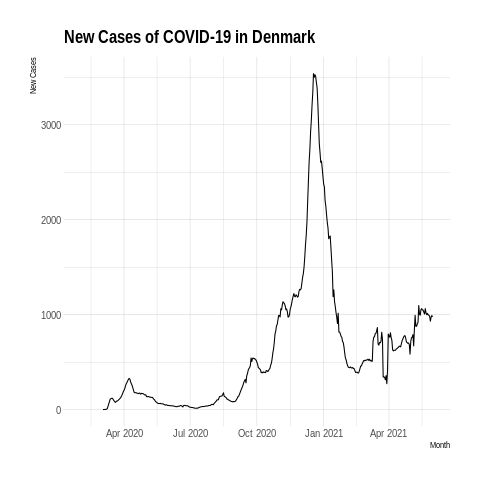 New Cases of COVID-19 in Denmark
New Cases
3000
2000
1000
0
Apr 2020 Jul 2020 Oct 2020 Jan 2021 Apr 2021
Month